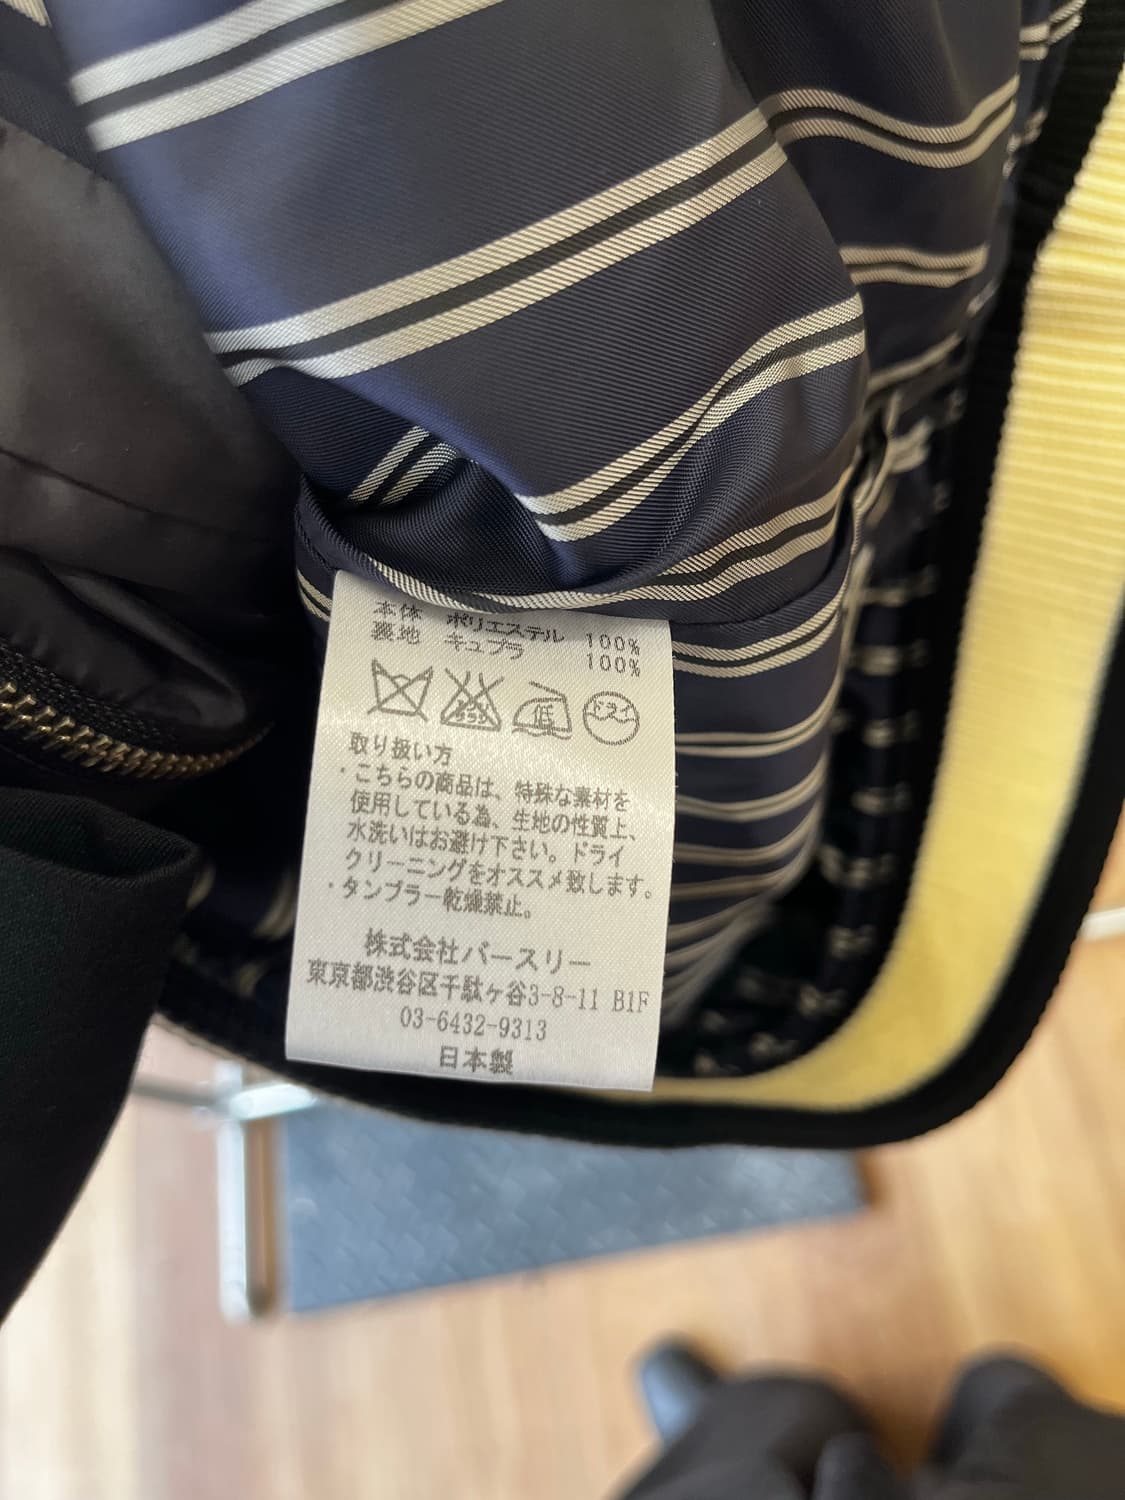 本体 ポリエステル 100%
裏地 キュプラ 100%
エンソサラシ
低
ドライ
取り扱い方
・こちらの商品は、特殊な素材を
使用している為、生地の性質上、
水洗いはお避け下さい。ドライ
クリーニングをオススメ致します。
・タンブラー乾燥禁止。
株式会社バースリー
東京都渋谷区千駄ヶ谷3-8-11 B1F
03-6432-9313
日本製